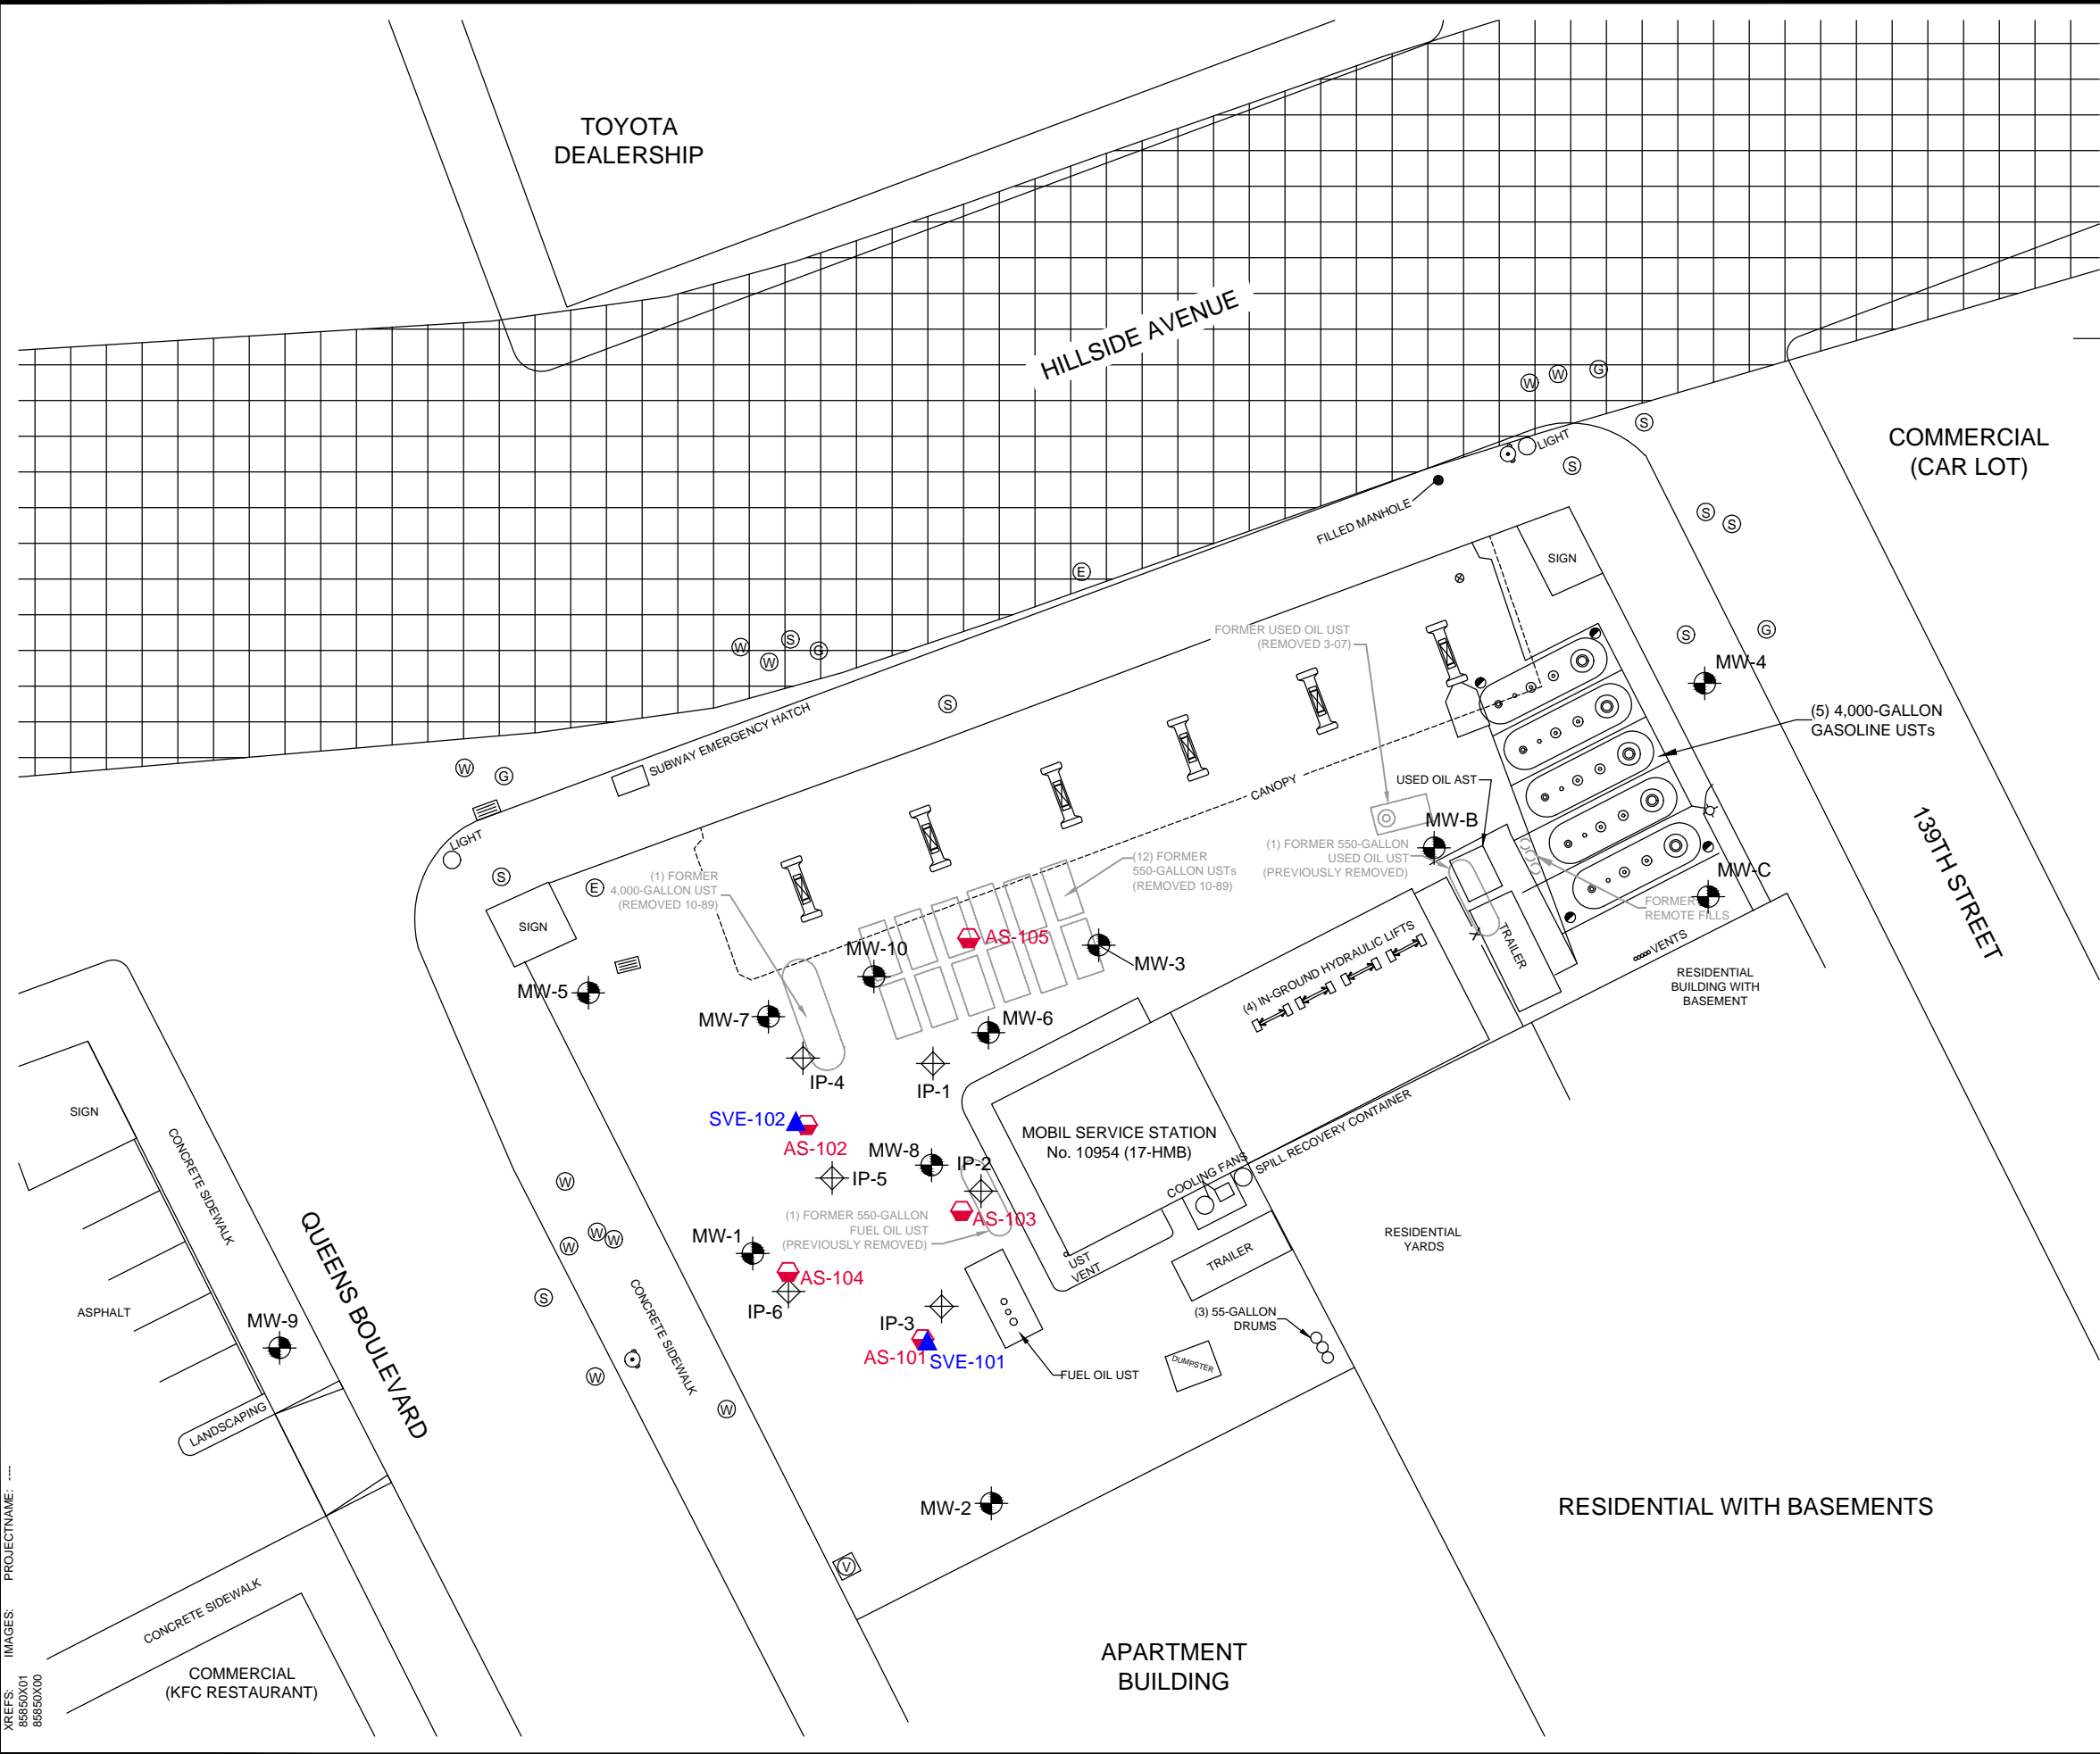 TOYOTA
DEALERSHIP
HILLSIDE AVENUE
W
W
G
S
LIGHT
S
COMMERCIAL
(CAR LOT)
FILLED MANHOLE
S
S
SIGN
E
FORMER USED OIL UST
(REMOVED 3-07)
S
G
W
S
W
G
MW-4
S
SUBWAY EMERGENCY HATCH
(5) 4,000-GALLON
GASOLINE USTs
W
G
CANOPY
USED OIL AST
LIGHT
MW-B
139TH STREET
(1) FORMER 550-GALLON
USED OIL UST
(PREVIOUSLY REMOVED)
(12) FORMER
550-GALLON USTs
(REMOVED 10-89)
S
E
(1) FORMER
4,000-GALLON UST
(REMOVED 10-89)
MW-C
FORMER
REMOTE FILLS
SIGN
AS-105
MW-10
MW-3
(4) IN-GROUND HYDRAULIC LIFTS
TRAILER
VENTS
RESIDENTIAL
BUILDING WITH
BASEMENT
MW-5
MW-7
MW-6
IP-4
IP-1
SIGN
CONCRETE SIDEWALK
SVE-102
AS-102
MOBIL SERVICE STATION
No. 10954 (17-HMB)
SPILL RECOVERY CONTAINER
MW-8
IP-2
COOLING FANS
IP-5
W
QUEENS BOULEVARD
(1) FORMER 550-GALLON
FUEL OIL UST
(PREVIOUSLY REMOVED)
AS-103
RESIDENTIAL
YARDS
W
W
W
MW-1
UST
VENT
TRAILER
AS-104
IP-6
S
CONCRETE SIDEWALK
ASPHALT
MW-9
IP-3
(3) 55-GALLON
DRUMS
AS-101
SVE-101
DUMPSTER
FUEL OIL UST
W
W
LANDSCAPING
MW-2
RESIDENTIAL WITH BASEMENTS
V
CONCRETE SIDEWALK
COMMERCIAL
(KFC RESTAURANT)
APARTMENT
BUILDING
XREFS: IMAGES: PROJECTNAME: ----
85850X01
85850X00